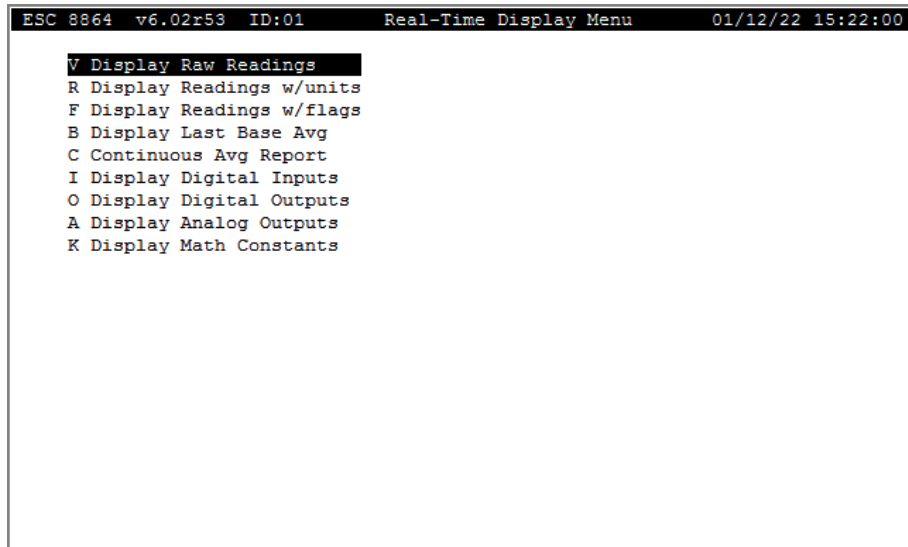 ESC 8864 v6.02r53 ID:01 Real-Time Display Menu 01/12/22 15:22:00
V Display Raw Readings
R Display Readings w/units
F Display Readings w/flags
B Display Last Base Avg
C Continuous Avg Report
I Display Digital Inputs
O Display Digital Outputs
A Display Analog Outputs
K Display Math Constants